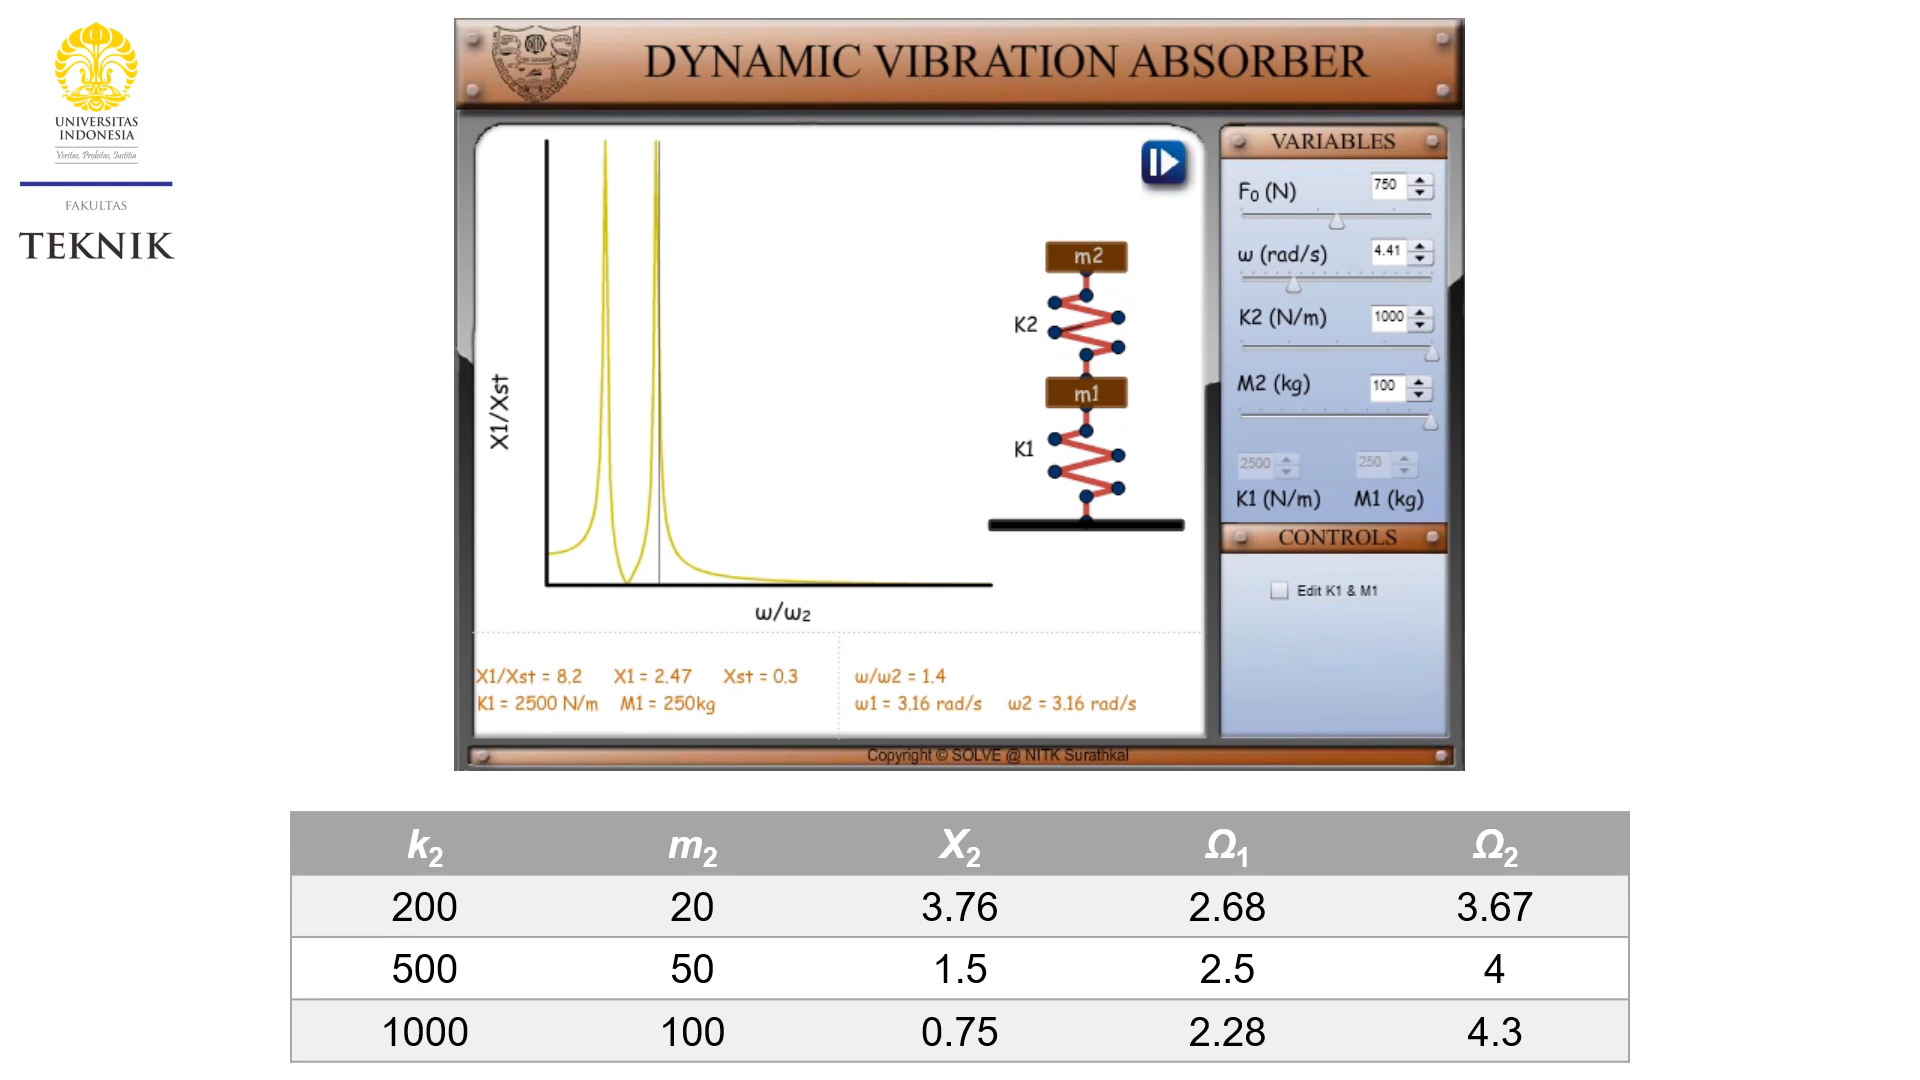 UNIVERSITAS
INDONESIA
Veritas, Probitas, Justitia
FAKULTAS
TEKNIK
DYNAMIC VIBRATION ABSORBER
X1/Xst
ω/ω2
m2
K2
m1
K1
X1/Xst = 8.2 X1 = 2.47 Xst = 0.3
K1 = 2500 N/m M1 = 250kg
ω/ω2 = 1.4
ω1 = 3.16 rad/s ω2 = 3.16 rad/s
VARIABLES
F0 (N) 750
ω (rad/s) 4.41
K2 (N/m) 1000
M2 (kg) 100
2500 250
K1 (N/m) M1 (kg)
CONTROLS
Edit K1 & M1
Copyright © SOLVE @ NITK Surathkal
k2 m2 X2 Ω1 Ω2
200 20 3.76 2.68 3.67
500 50 1.5 2.5 4
1000 100 0.75 2.28 4.3